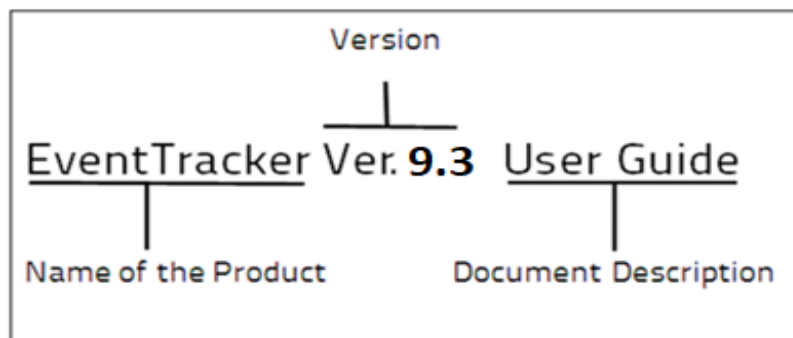 Version
EventTracker Ver. 9.3 User Guide
Name of the Product
Document Description